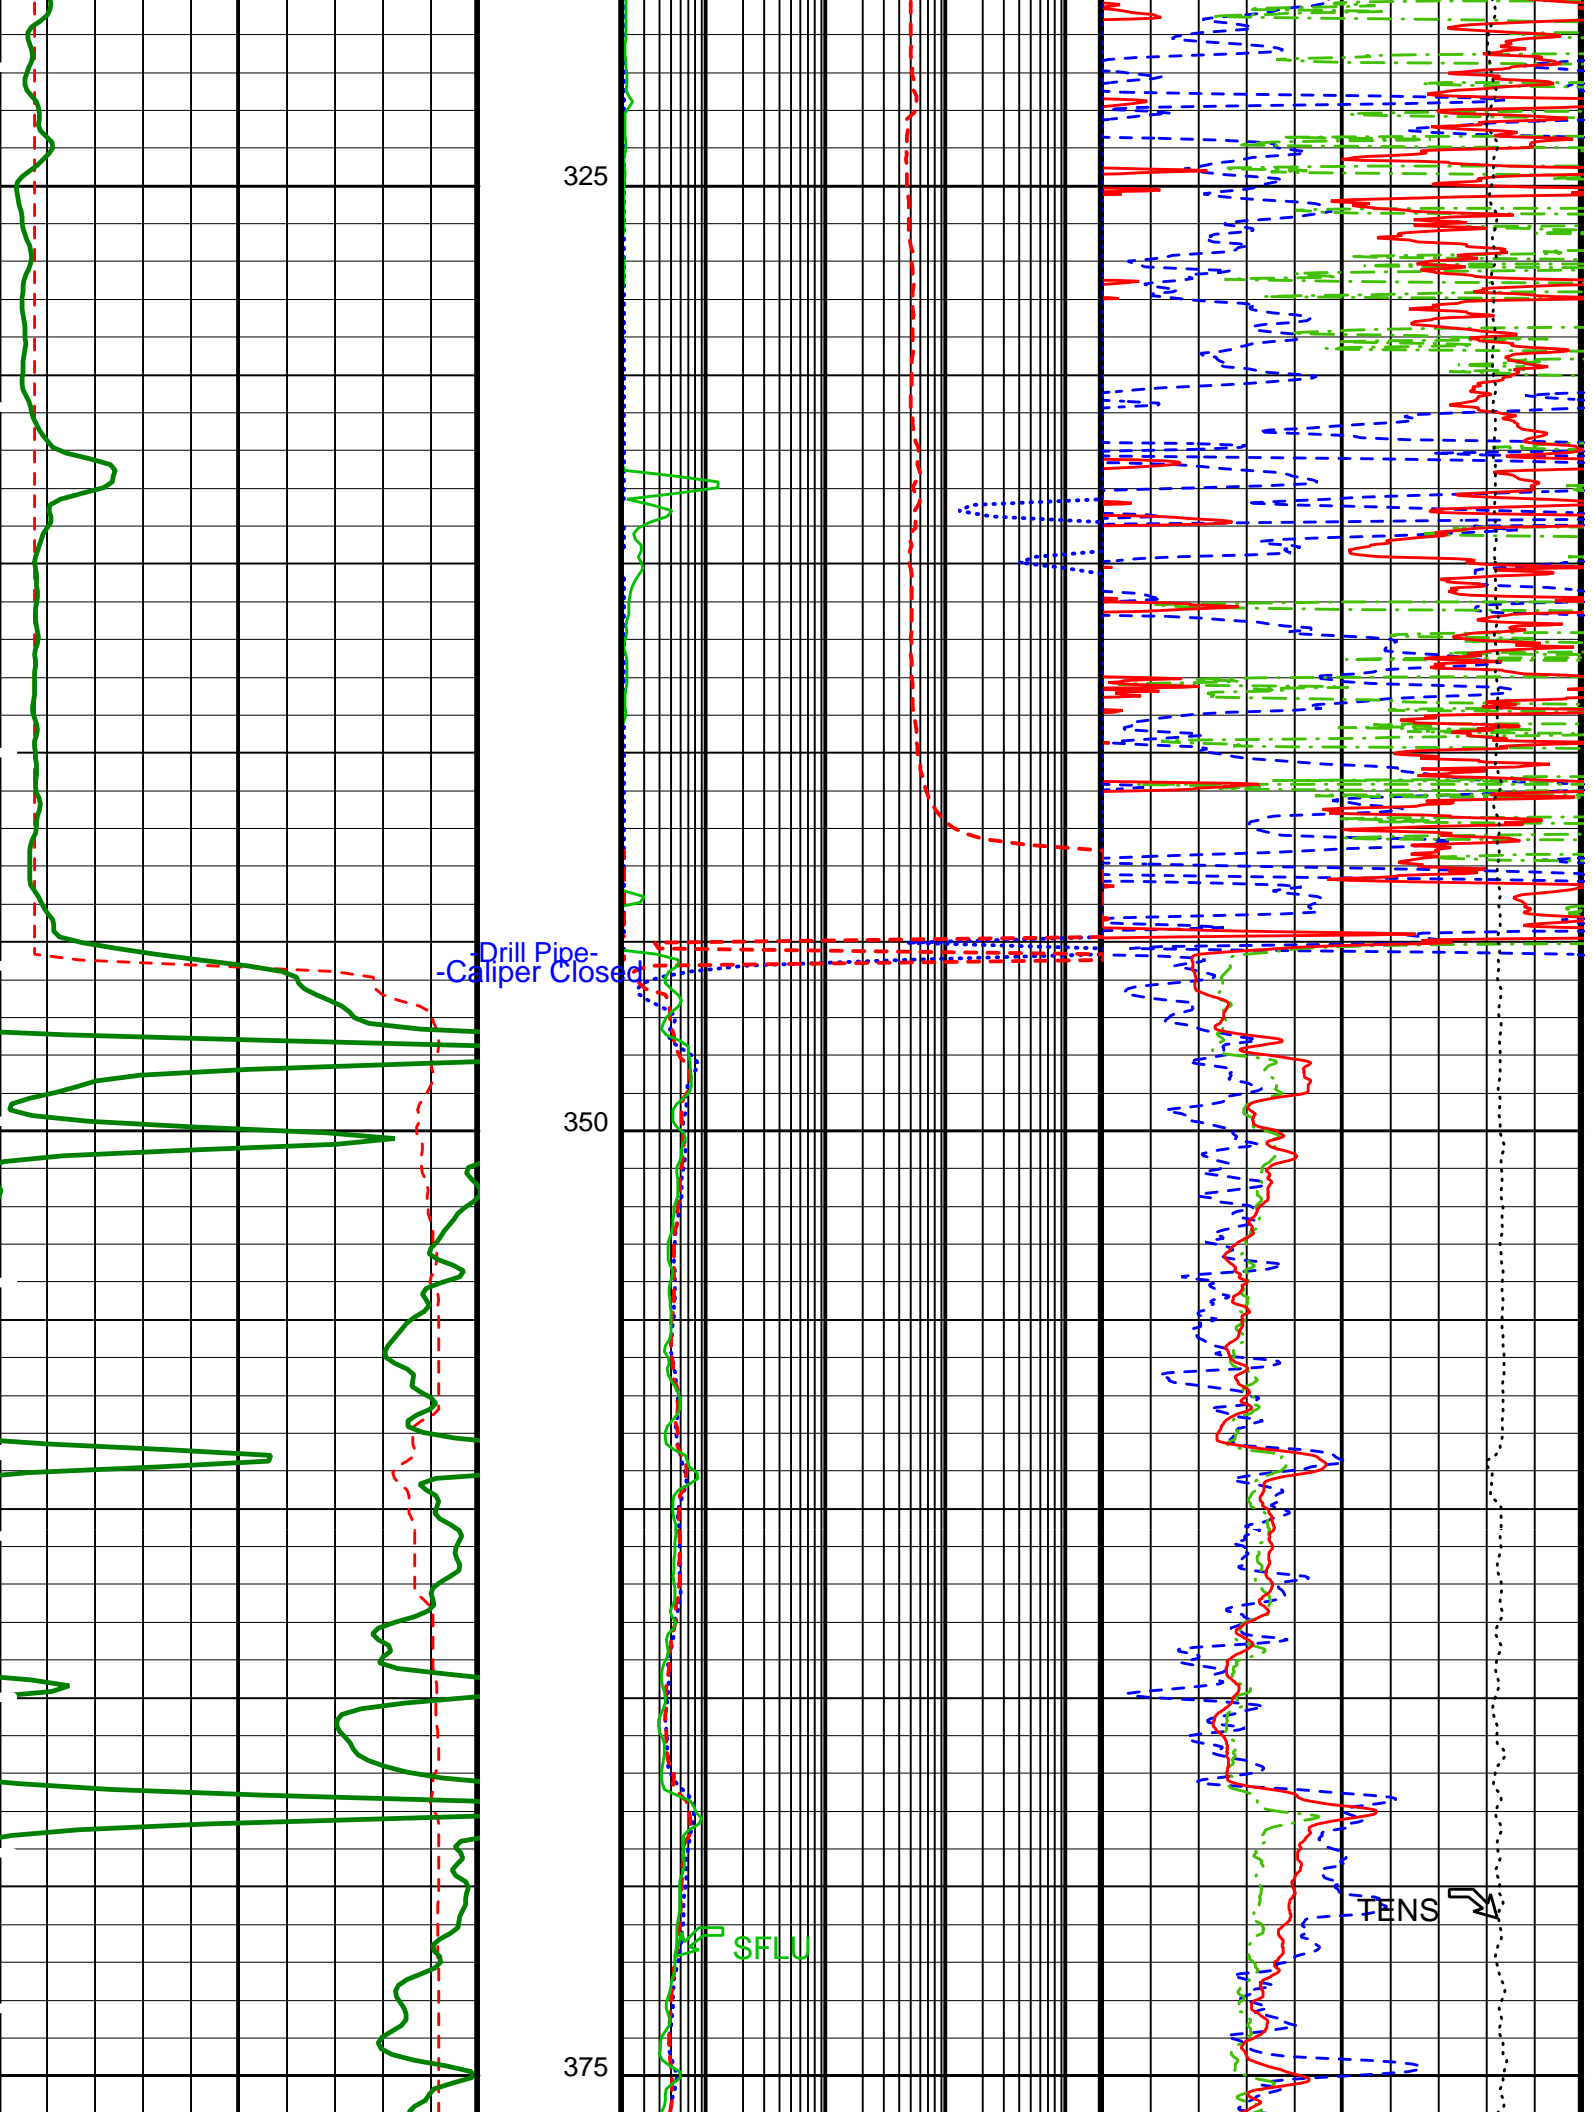 325
-Drill Pipe-
-Caliper Closed
350
TENS
SFLU
375